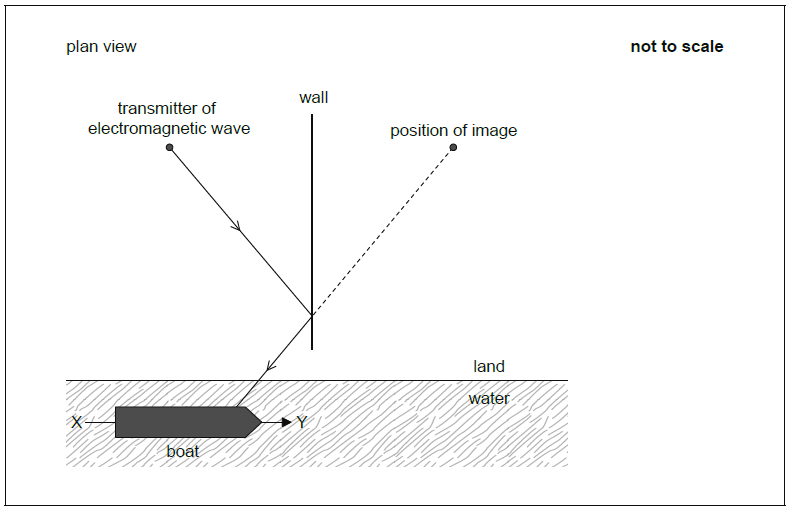 plan view
not to scale
wall
transmitter of
electromagnetic wave
position of image
land
water
X
Y
boat